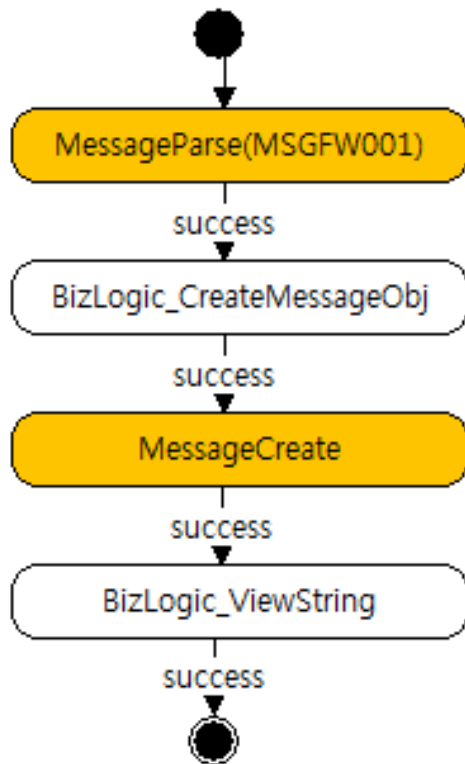 MessageParse(MSGFW001)
success
BizLogic_CreateMessageObj
success
MessageCreate
success
BizLogic_ViewString
success